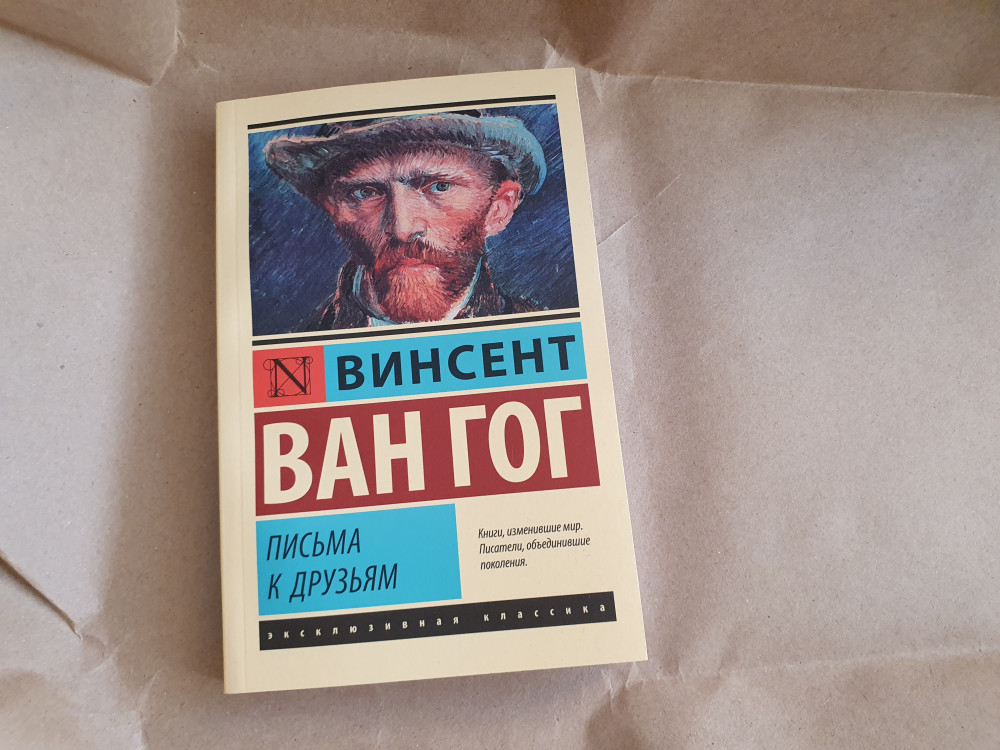 N
ВИНСЕНТ
ВАН ГОГ
ПИСЬМА
К ДРУЗЬЯМ
Книги, изменившие мир.
Писатели, объединившие
поколения.
эксклюзивная классика